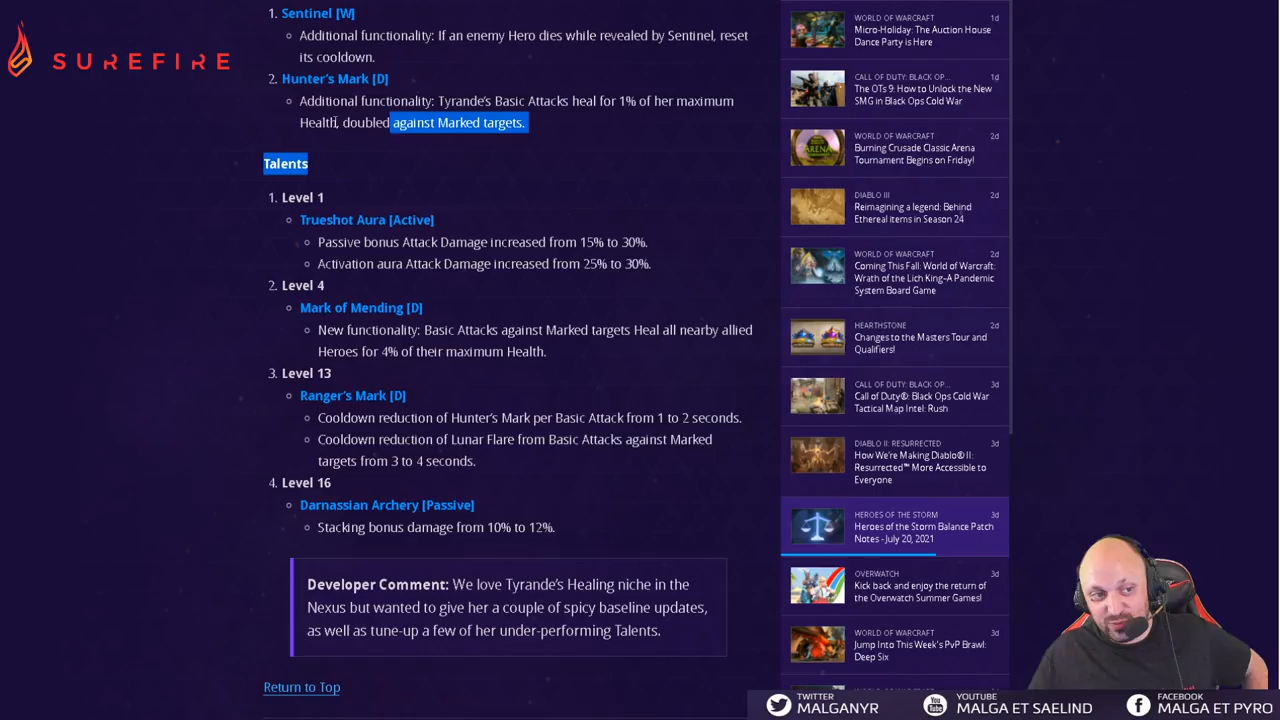 SUREFIRE
1. Sentinel [W]
Additional functionality: If an enemy Hero dies while revealed by Sentinel, reset
its cooldown.
2. Hunter's Mark [D]
Additional functionality: Tyrande's Basic Attacks heal for 1% of her maximum
Health, doubled against Marked targets.
Talents
1. Level 1
Trueshot Aura [Active]
Passive bonus Attack Damage increased from 15% to 30%.
Activation aura Attack Damage increased from 25% to 30%.
2. Level 4
Mark of Mending [D]
New functionality: Basic Attacks against Marked targets Heal all nearby allied
Heroes for 4% of their maximum Health.
3. Level 13
Ranger's Mark [D]
Cooldown reduction of Hunter's Mark per Basic Attack from 1 to 2 seconds.
Cooldown reduction of Lunar Flare from Basic Attacks against Marked
targets from 3 to 4 seconds.
4. Level 16
Darnassian Archery [Passive]
Stacking bonus damage from 10% to 12%.
Developer Comment: We love Tyrande's Healing niche in the
Nexus but wanted to give her a couple of spicy baseline updates,
as well as tune-up a few of her under-performing Talents.
Return to Top
WORLD OF WARCRAFT 1d
Micro-Holiday: The Auction House
Dance Party is Here
CALL OF DUTY: BLACK OP... 1d
The OTs 9: How to Unlock the New
SMG in Black Ops Cold War
WORLD OF WARCRAFT 2d
Burning Crusade Classic Arena
Tournament Begins on Friday!
DIABLO III 2d
Reimagining a legend: Behind
Ethereal items in Season 24
WORLD OF WARCRAFT 2d
Coming This Fall: World of Warcraft:
Wrath of the Lich King–A Pandemic
System Board Game
HEARTHSTONE 2d
Changes to the Masters Tour and
Qualifiers!
CALL OF DUTY: BLACK OP... 3d
Call of Duty®: Black Ops Cold War
Tactical Map Intel: Rush
DIABLO II: RESURRECTED 3d
How We're Making Diablo® II:
Resurrected™ More Accessible to
Everyone
HEROES OF THE STORM 3d
Heroes of the Storm Balance Patch
Notes - July 20, 2021
OVERWATCH 3d
Kick back and enjoy the return of
the Overwatch Summer Games!
WORLD OF WARCRAFT 3d
Jump Into This Week's PvP Brawl:
Deep Six
TWITTER
MALGANYR
YOUTUBE
MALGA ET SAELIND
FACEBOOK
MALGA ET PYRO